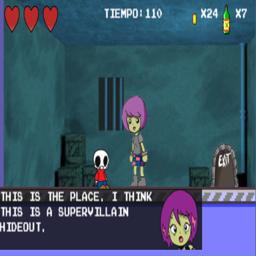 TIEMPO:110
X24
X7
EXIT
THIS IS THE PLACE, I THINK
THIS IS A SUPERVILLAIN
HIDEOUT.